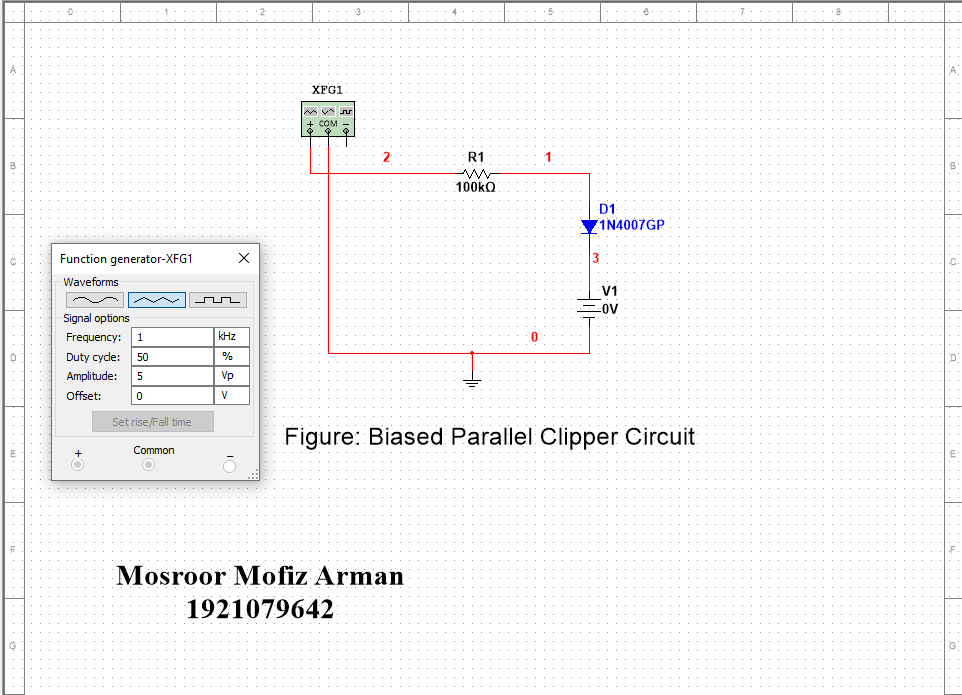 0 1 2 3 4 5 6 7 8
A A
XFG1
+ COM −
B B
2 R1 1
100kΩ
D1
1N4007GP
C C
3
Function generator-XFG1
Waveforms
Signal options
Frequency: 1 kHz
Duty cycle: 50 %
Amplitude: 5 Vp
Offset: 0 V
Set rise/Fall time
+ Common −
V1
0V
0
D D
Figure: Biased Parallel Clipper Circuit
E E
F F
Mosroor Mofiz Arman
1921079642
G G